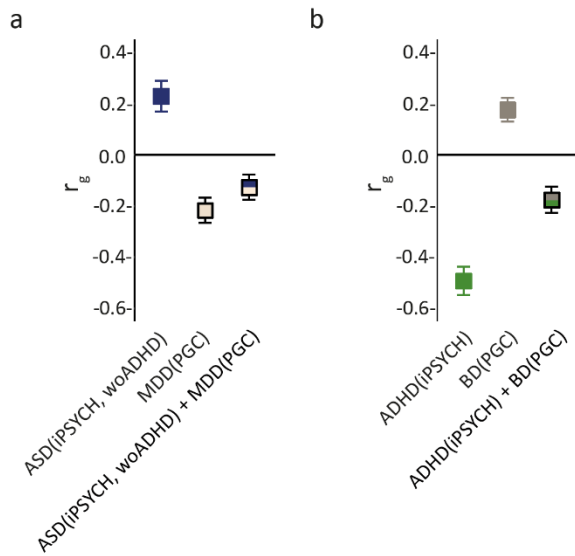 a
0.4-
0.2-
0.0
-0.2-
-0.4-
-0.6-
rg
ASD(iPSYCH, woADHD)
MDD(PGC)
ASD(iPSYCH, woADHD) + MDD(PGC)
b
0.4-
0.2-
0.0
-0.2-
-0.4-
-0.6-
rg
ADHD(iPSYCH)
BD(PGC)
ADHD(iPSYCH) + BD(PGC)